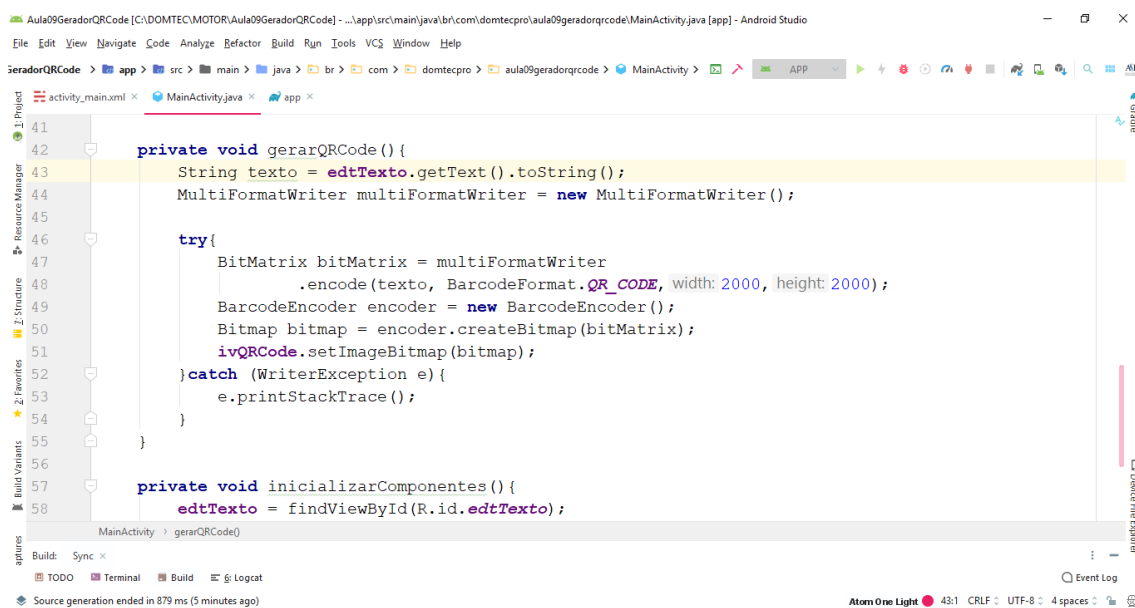 Aula09GeradorQRCode [C:\DOMTEC\MOTOR\Aula09GeradorQRCode] - ...\app\src\main\java\br\com\domtecpro\aula09geradorqrcode\MainActivity.java [app] - Android Studio
File Edit View Navigate Code Analyze Refactor Build Run Tools VCS Window Help
GeradorQRCode app src main java br com domtecpro aula09geradorqrcode MainActivity APP
1: Project
activity_main.xml MainActivity.java app
Gradle
Resource Manager
7: Structure
2: Favorites
Build Variants
41
42 private void gerarQRCode(){
43 String texto = edtTexto.getText().toString();
44 MultiFormatWriter multiFormatWriter = new MultiFormatWriter();
45
46 try{
47 BitMatrix bitMatrix = multiFormatWriter
48 .encode(texto, BarcodeFormat.QR_CODE, width: 2000, height: 2000);
49 BarcodeEncoder encoder = new BarcodeEncoder();
50 Bitmap bitmap = encoder.createBitmap(bitMatrix);
51 ivQRCode.setImageBitmap(bitmap);
52 }catch (WriterException e){
53 e.printStackTrace();
54 }
55 }
56
57 private void inicializarComponentes(){
58 edtTexto = findViewById(R.id.edtTexto);
Device File Explorer
MainActivity > gerarQRCode()
aptures
Build: Sync
TODO Terminal Build 6: Logcat Event Log
Source generation ended in 879 ms (5 minutes ago) Atom One Light 43:1 CRLF UTF-8 4 spaces